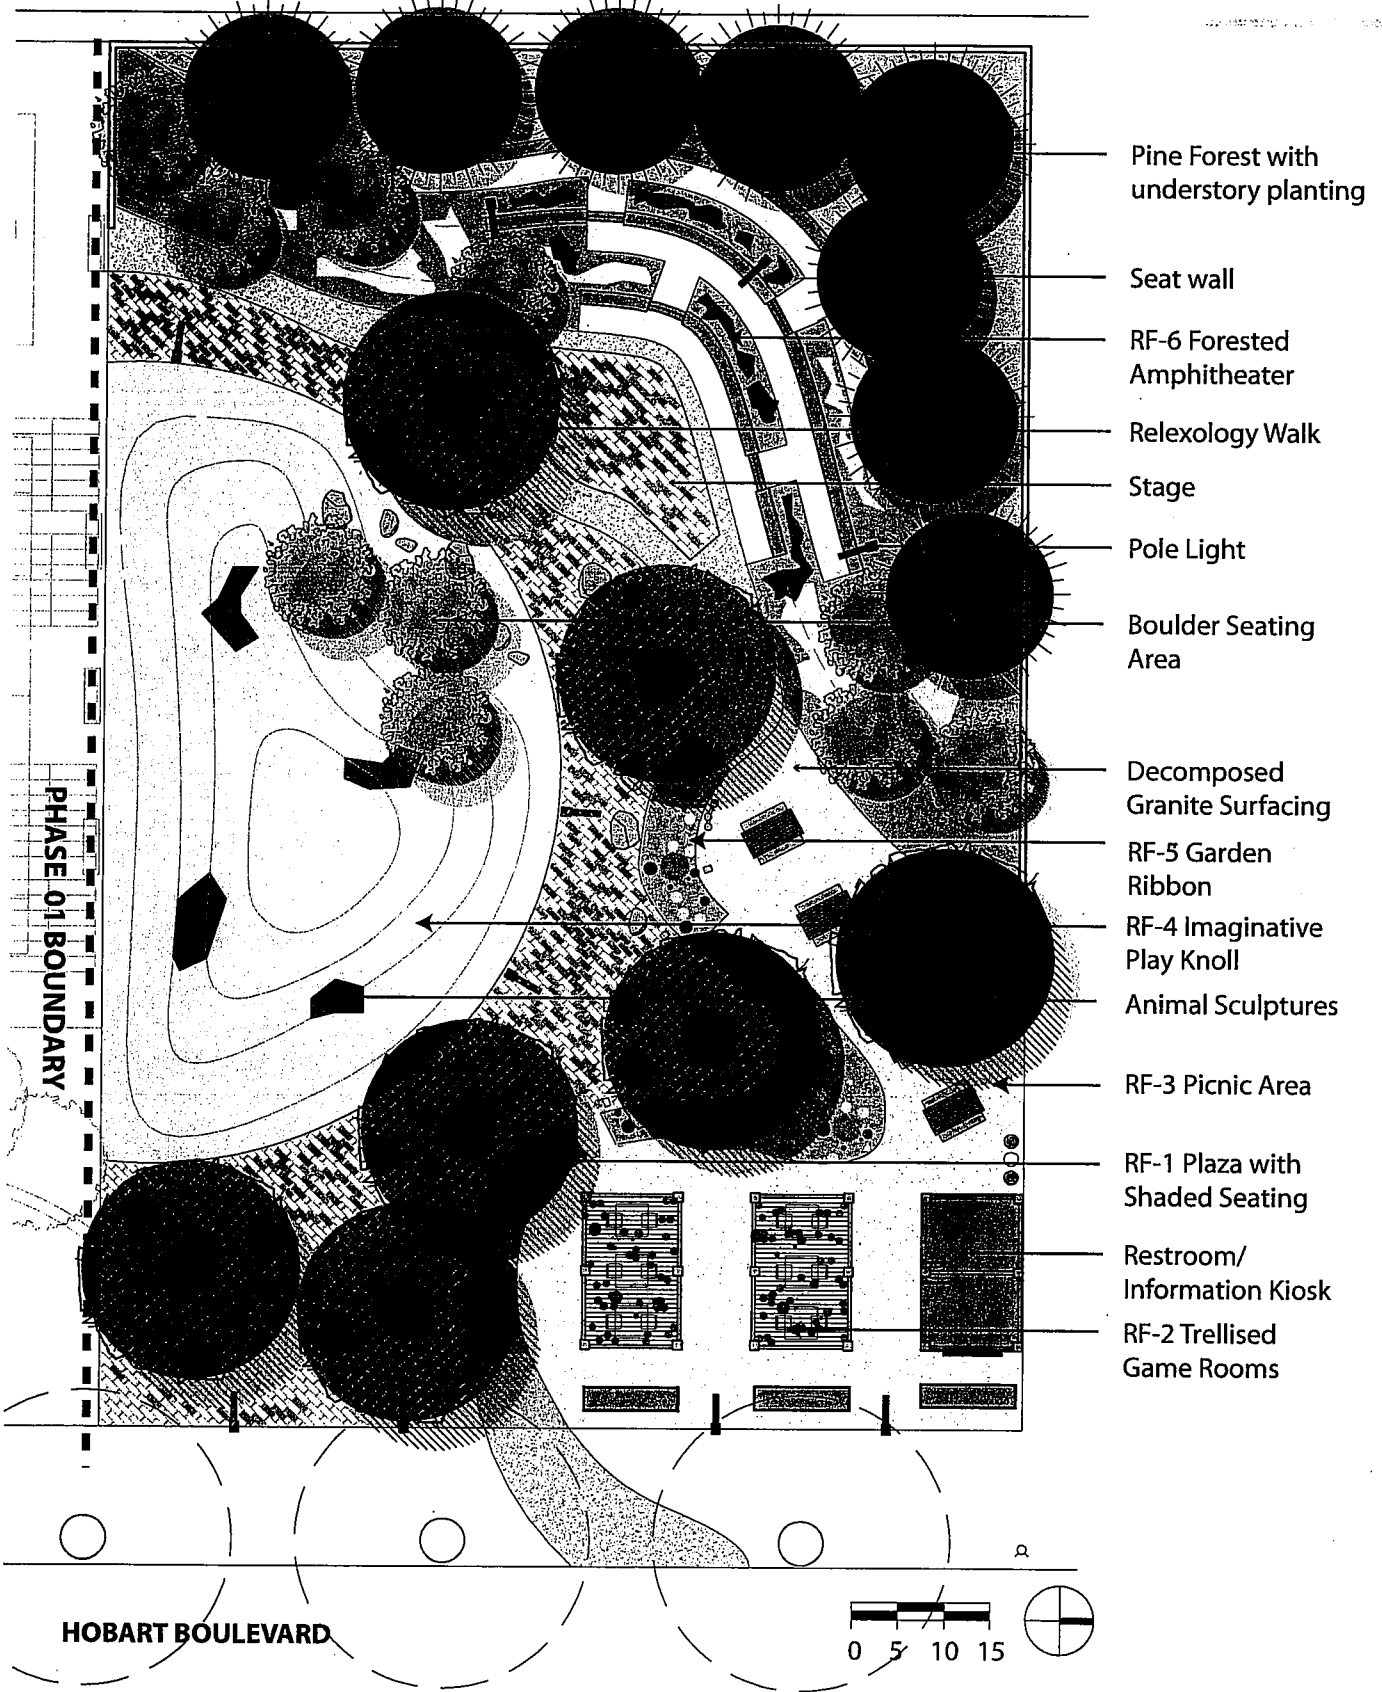 Pine Forest with
understory planting
Seat wall
RF-6 Forested
Amphitheater
Relexology Walk
Stage
Pole Light
Boulder Seating
Area
Decomposed
Granite Surfacing
RF-5 Garden
Ribbon
RF-4 Imaginative
Play Knoll
Animal Sculptures
RF-3 Picnic Area
RF-1 Plaza with
Shaded Seating
Restroom/
Information Kiosk
RF-2 Trellised
Game Rooms
PHASE 01 BOUNDARY
HOBART BOULEVARD
0 5 10 15